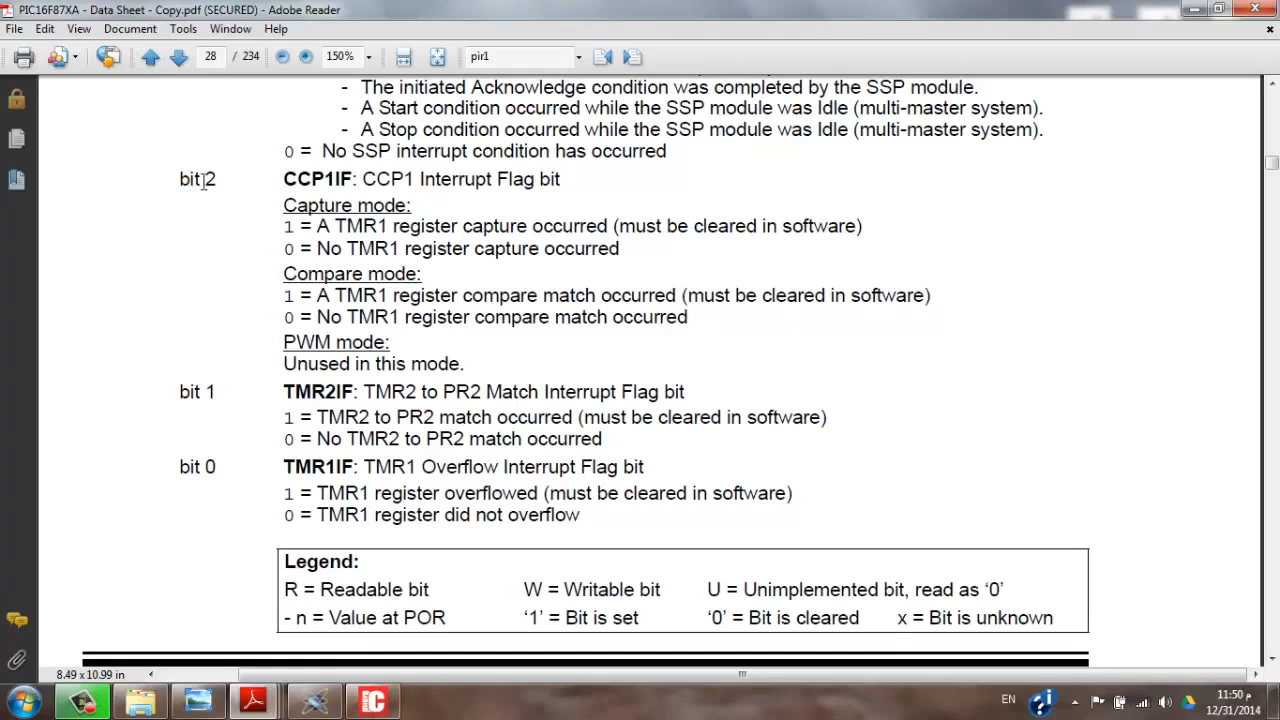 PIC16F87XA - Data Sheet - Copy.pdf (SECURED) - Adobe Reader
File Edit View Document Tools Window Help
28 / 234 150% pir1
- The initiated Acknowledge condition was completed by the SSP module.
- A Start condition occurred while the SSP module was Idle (multi-master system).
- A Stop condition occurred while the SSP module was Idle (multi-master system).
0 = No SSP interrupt condition has occurred
bit 2 CCP1IF: CCP1 Interrupt Flag bit
Capture mode:
1 = A TMR1 register capture occurred (must be cleared in software)
0 = No TMR1 register capture occurred
Compare mode:
1 = A TMR1 register compare match occurred (must be cleared in software)
0 = No TMR1 register compare match occurred
PWM mode:
Unused in this mode.
bit 1 TMR2IF: TMR2 to PR2 Match Interrupt Flag bit
1 = TMR2 to PR2 match occurred (must be cleared in software)
0 = No TMR2 to PR2 match occurred
bit 0 TMR1IF: TMR1 Overflow Interrupt Flag bit
1 = TMR1 register overflowed (must be cleared in software)
0 = TMR1 register did not overflow
Legend:
R = Readable bit W = Writable bit U = Unimplemented bit, read as ‘0’
- n = Value at POR ‘1’ = Bit is set ‘0’ = Bit is cleared x = Bit is unknown
8.49 x 10.99 in
EN 11:50 م
12/31/2014